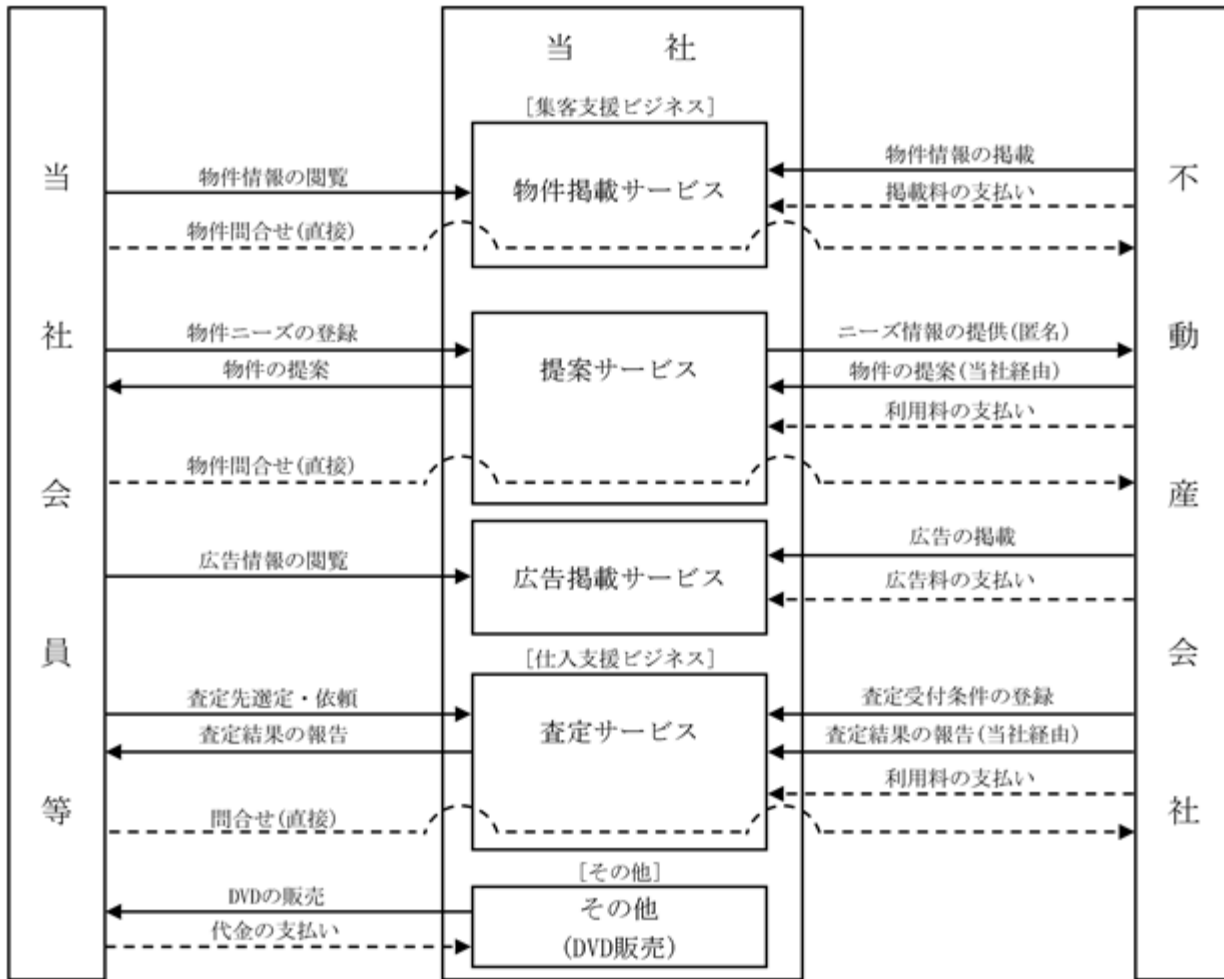 当社会員等
当　　社
不動産会社
[集客支援ビジネス]
物件掲載サービス
物件情報の閲覧
物件問合せ(直接)
物件情報の掲載
掲載料の支払い
提案サービス
物件ニーズの登録
物件の提案
物件問合せ(直接)
ニーズ情報の提供(匿名)
物件の提案(当社経由)
利用料の支払い
広告掲載サービス
広告情報の閲覧
広告の掲載
広告料の支払い
[仕入支援ビジネス]
査定サービス
査定先選定・依頼
査定結果の報告
問合せ(直接)
査定受付条件の登録
査定結果の報告(当社経由)
利用料の支払い
[その他]
その他
(DVD販売)
DVDの販売
代金の支払い